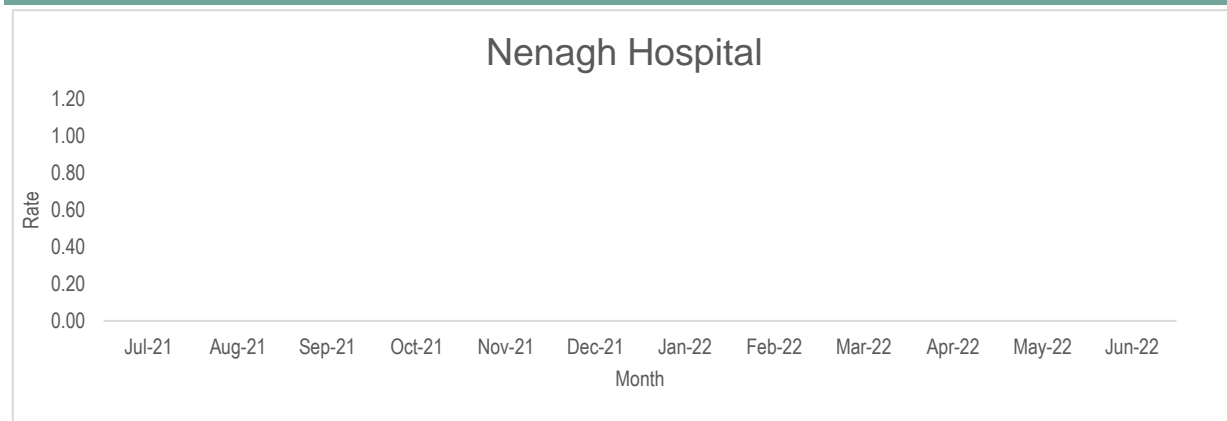 Nenagh Hospital
1.20
1.00
0.80
0.60
0.40
0.20
0.00
Rate
Jul-21 Aug-21 Sep-21 Oct-21 Nov-21 Dec-21 Jan-22 Feb-22 Mar-22 Apr-22 May-22 Jun-22
Month